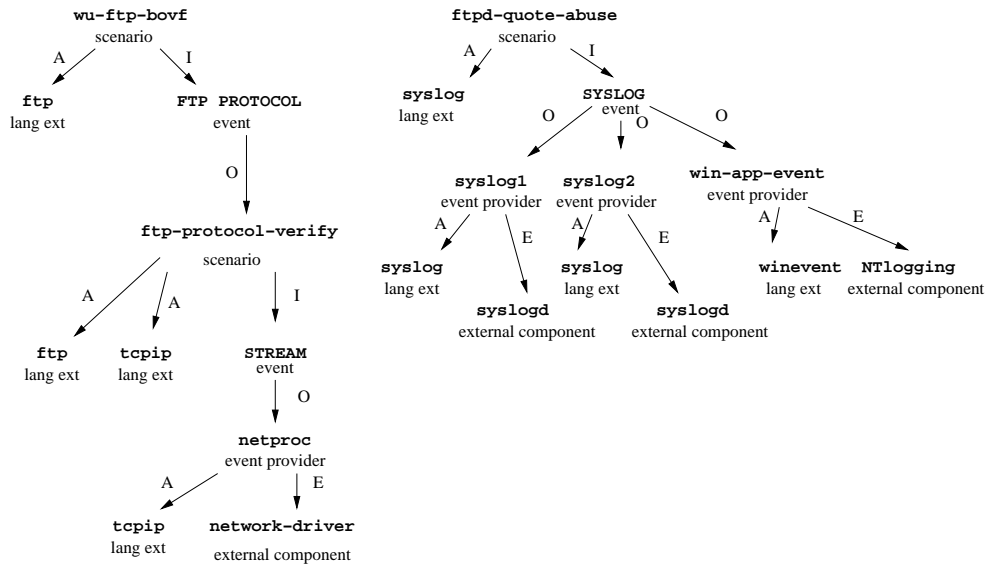 wu-ftp-bovf
scenario
A
I
ftp
lang ext
FTP PROTOCOL
event
O
ftp-protocol-verify
scenario
A
A
I
ftp
lang ext
tcpip
lang ext
STREAM
event
O
netproc
event provider
A
E
tcpip
lang ext
network-driver
external component
ftpd-quote-abuse
scenario
A
I
syslog
lang ext
SYSLOG
event
O
O
O
syslog1
event provider
syslog2
event provider
win-app-event
event provider
A
E
A
E
A
E
syslog
lang ext
syslogd
external component
syslog
lang ext
syslogd
external component
winevent
lang ext
NTlogging
external component